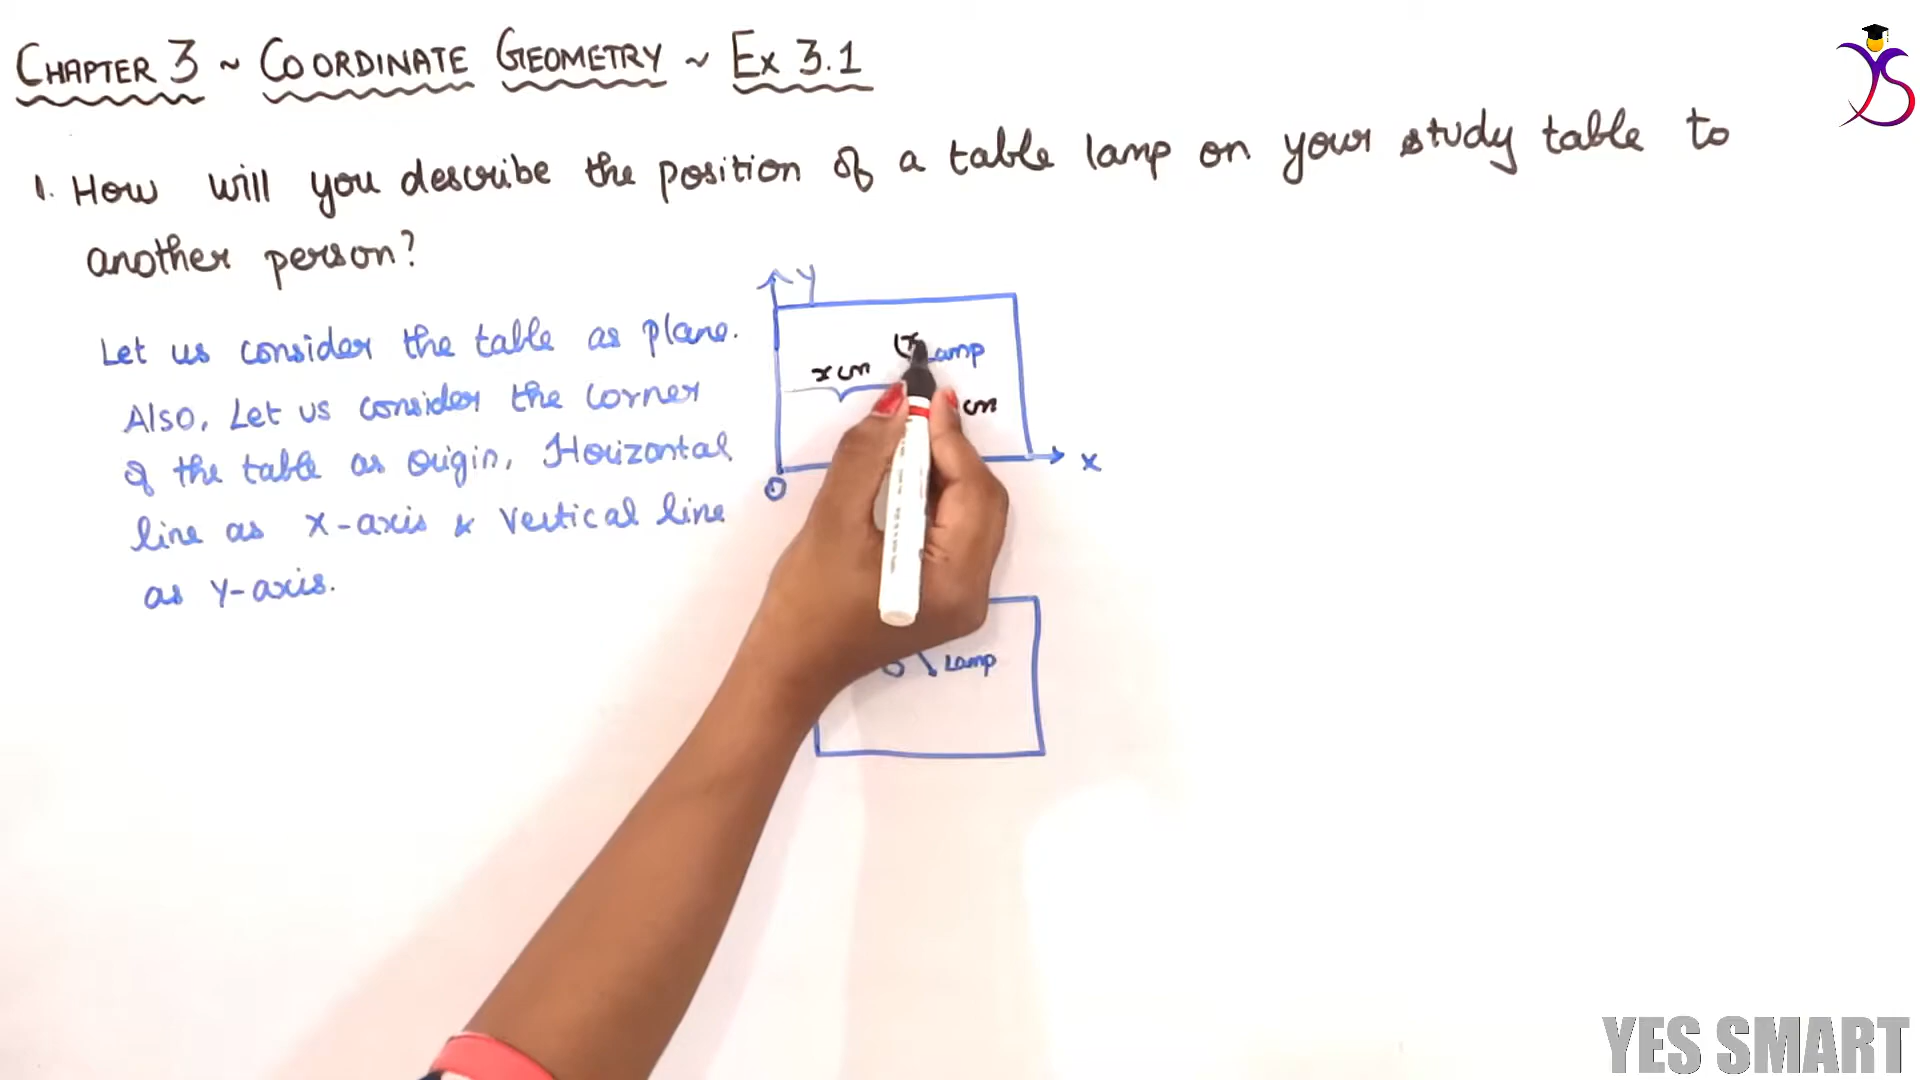 CHAPTER 3 ~ COORDINATE GEOMETRY ~ Ex 3.1
1. How will you describe the position of a table lamp on your study table to
another person?
Let us consider the table as plane.
Also, Let us consider the corner
of the table as origin, Horizontal
line as X-axis & Vertical line
as Y-axis.
Y
(x
Lamp
x cm
cm
X
O
Lamp
YS
YES SMART